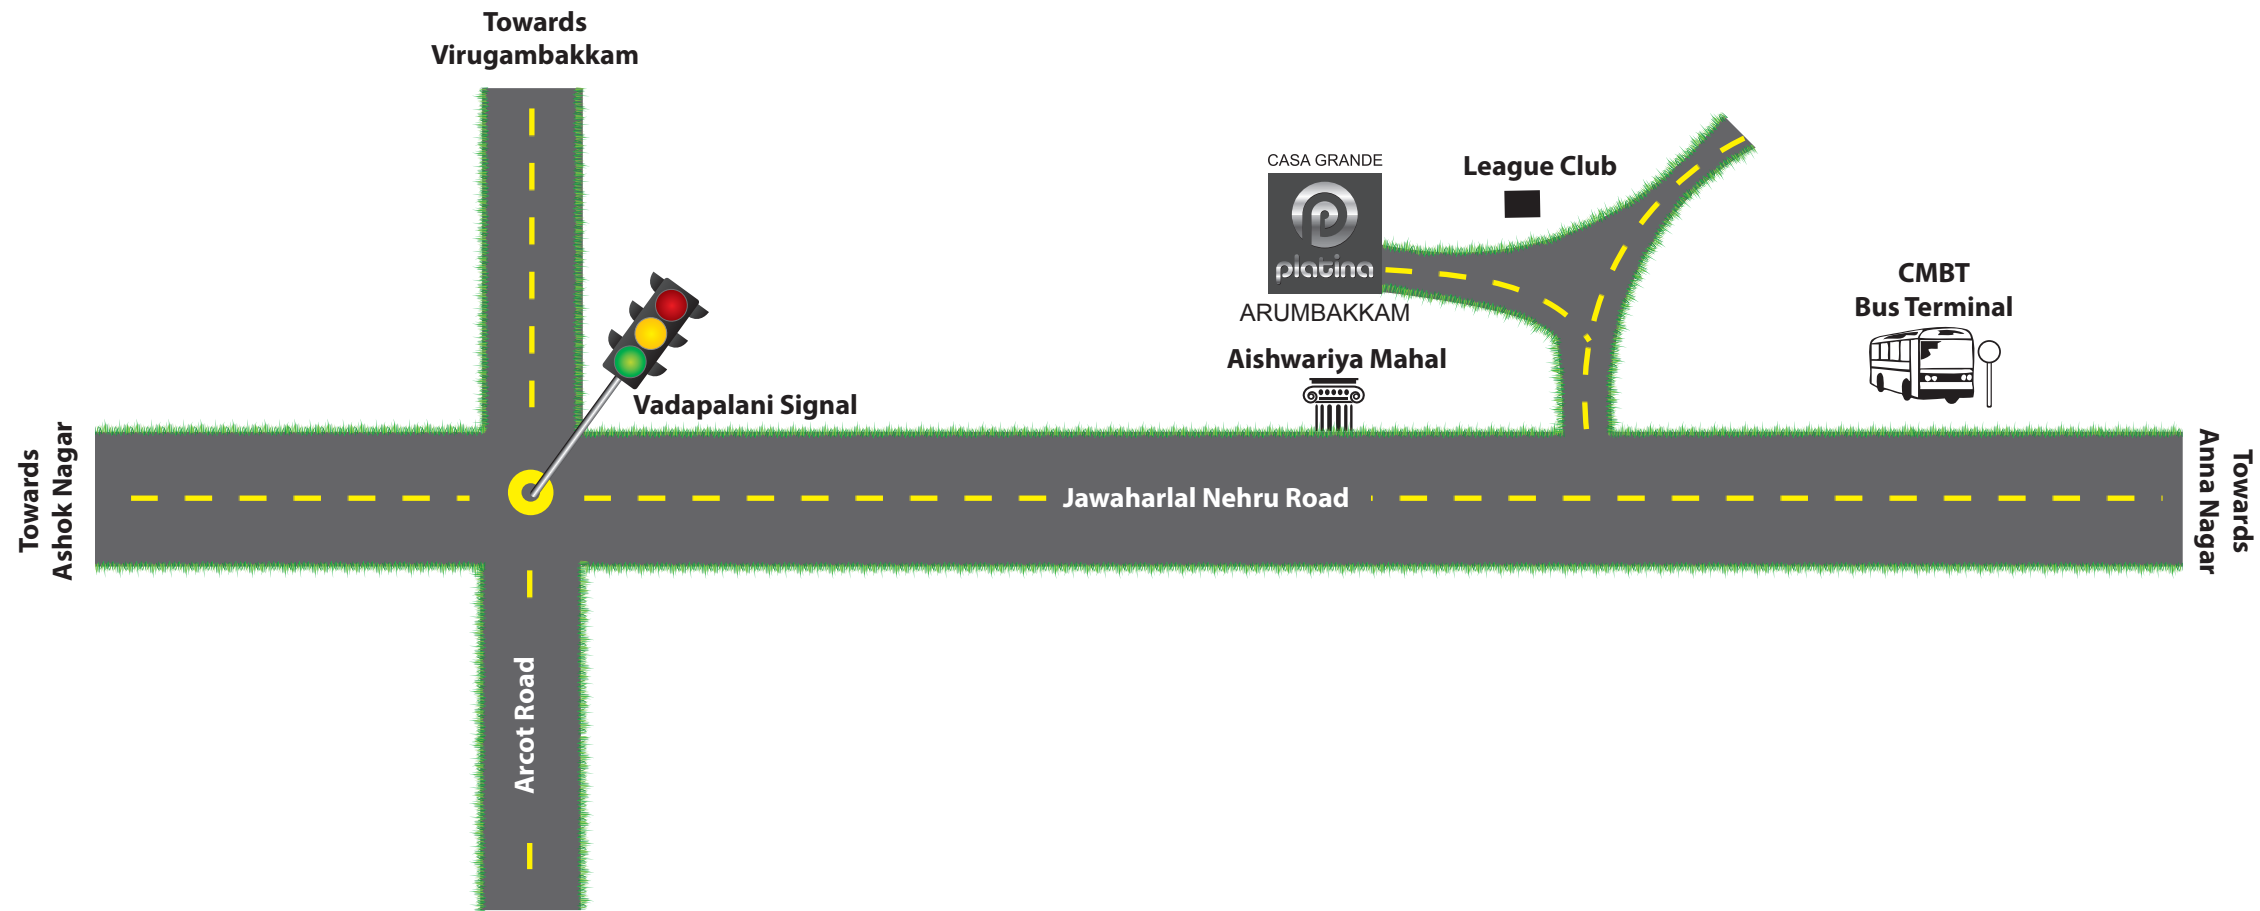 Towards
Virugambakkam
CASA GRANDE
platina
ARUMBAKKAM
League Club
CMBT
Bus Terminal
Aishwariya Mahal
Vadapalani Signal
Towards
Ashok Nagar
Jawaharlal Nehru Road
Towards
Anna Nagar
Arcot Road